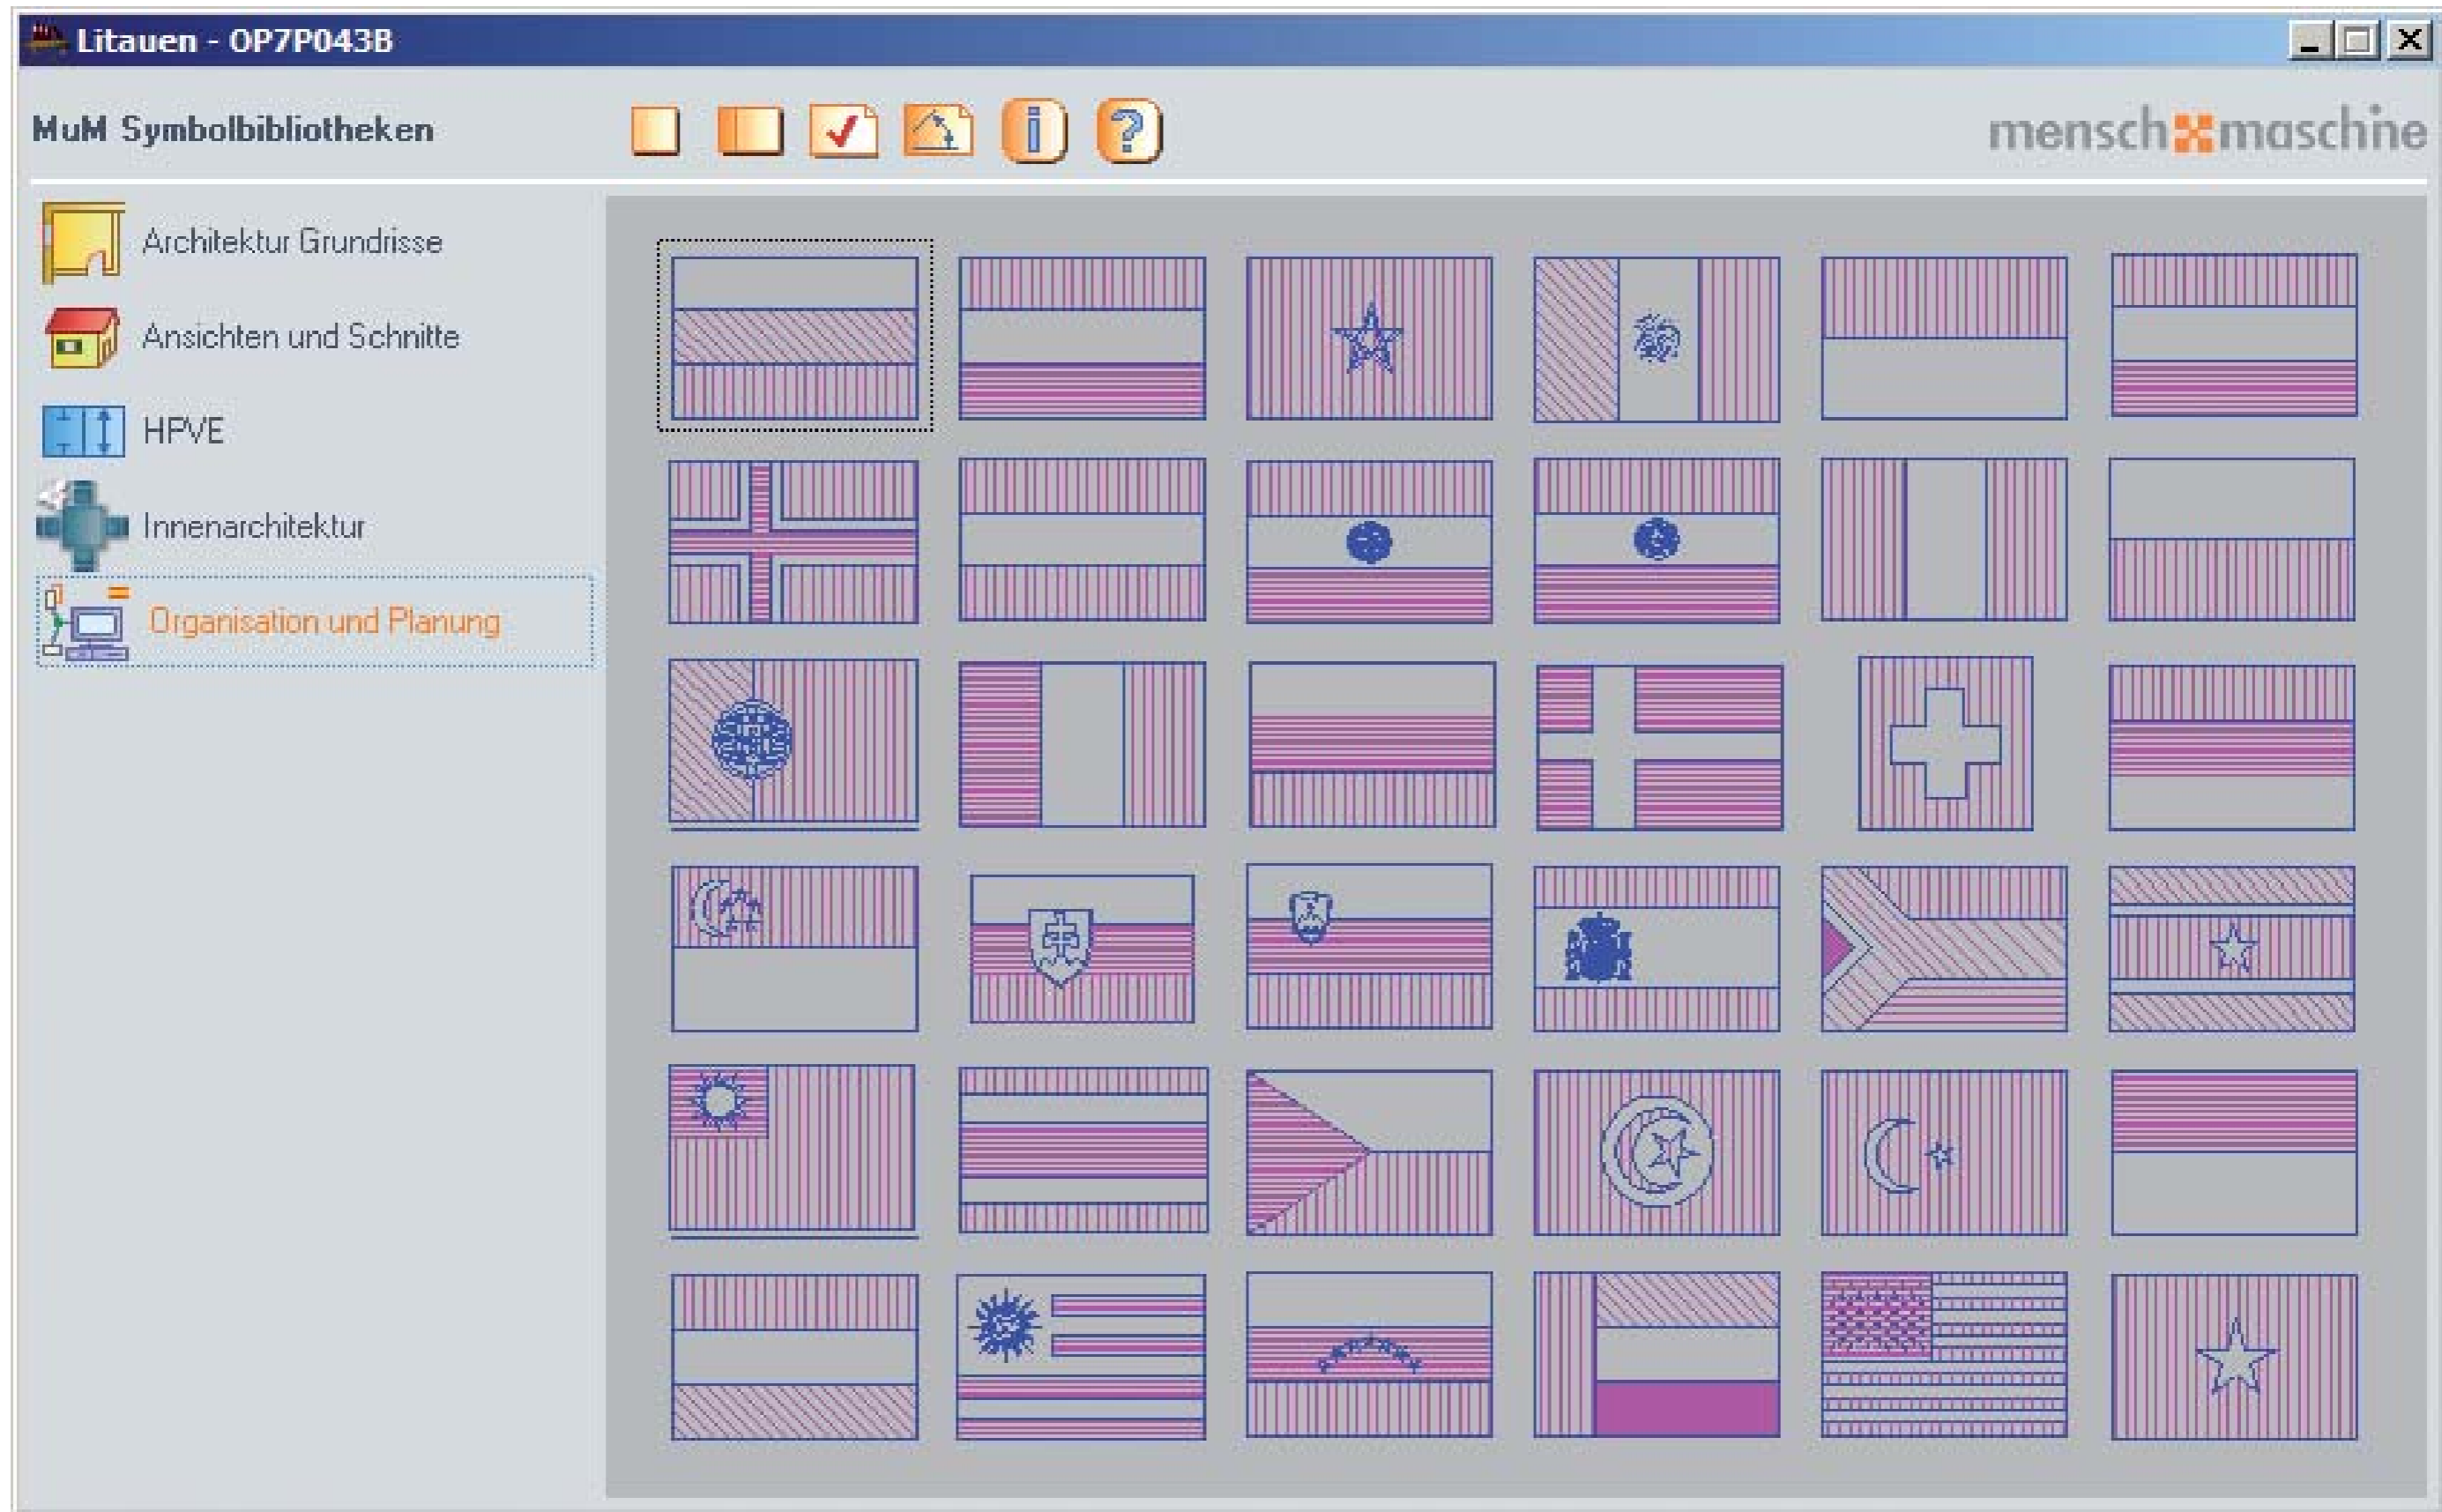 Litauen - OP7P043B
MuM Symbolbibliotheken
mensch maschine
Architektur Grundrisse
Ansichten und Schnitte
HPVE
Innenarchitektur
Organisation und Planung